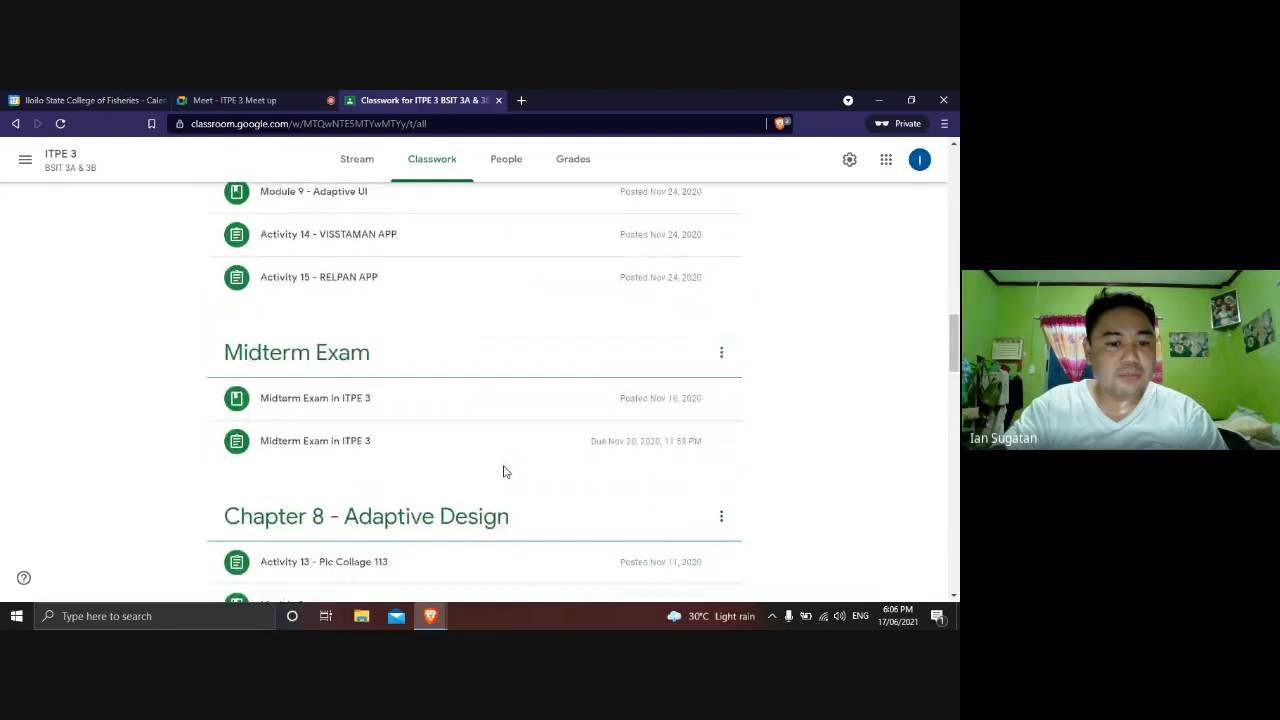 Iloilo State College of Fisheries - Calen
Meet - ITPE 3 Meet up
Classwork for ITPE 3 BSIT 3A & 3B
classroom.google.com/w/MTQwNTE5MTYwMTYy/t/all
3
Private
ITPE 3
BSIT 3A & 3B
Stream
Classwork
People
Grades
I
Module 9 - Adaptive UI
Posted Nov 24, 2020
Activity 14 - VISSTAMAN APP
Posted Nov 24, 2020
Activity 15 - RELPAN APP
Posted Nov 24, 2020
Midterm Exam
Midterm Exam in ITPE 3
Posted Nov 16, 2020
Midterm Exam in ITPE 3
Due Nov 20, 2020, 11:59 PM
Chapter 8 - Adaptive Design
Activity 13 - Pic Collage 113
Posted Nov 11, 2020
Type here to search
30°C Light rain
ENG
6:06 PM
17/06/2021
1
Ian Sugatan